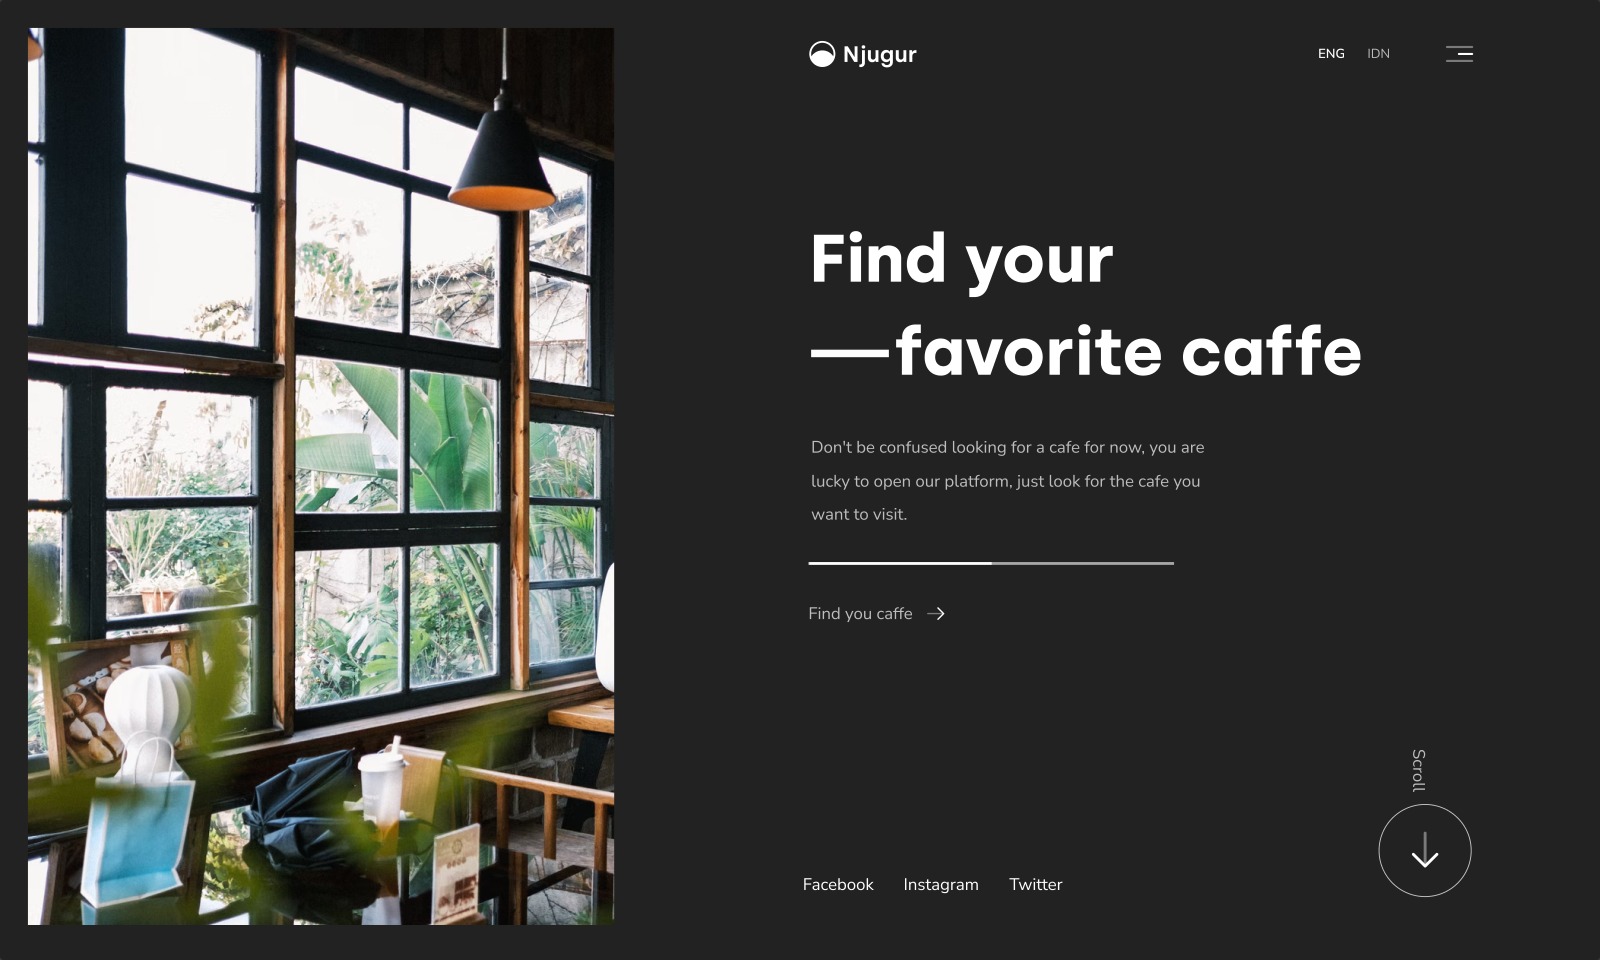 Njugur
ENG IDN
Find your
—favorite caffe
Don't be confused looking for a cafe for now, you are
lucky to open our platform, just look for the cafe you
want to visit.
Find you caffe
Scroll
Facebook Instagram Twitter